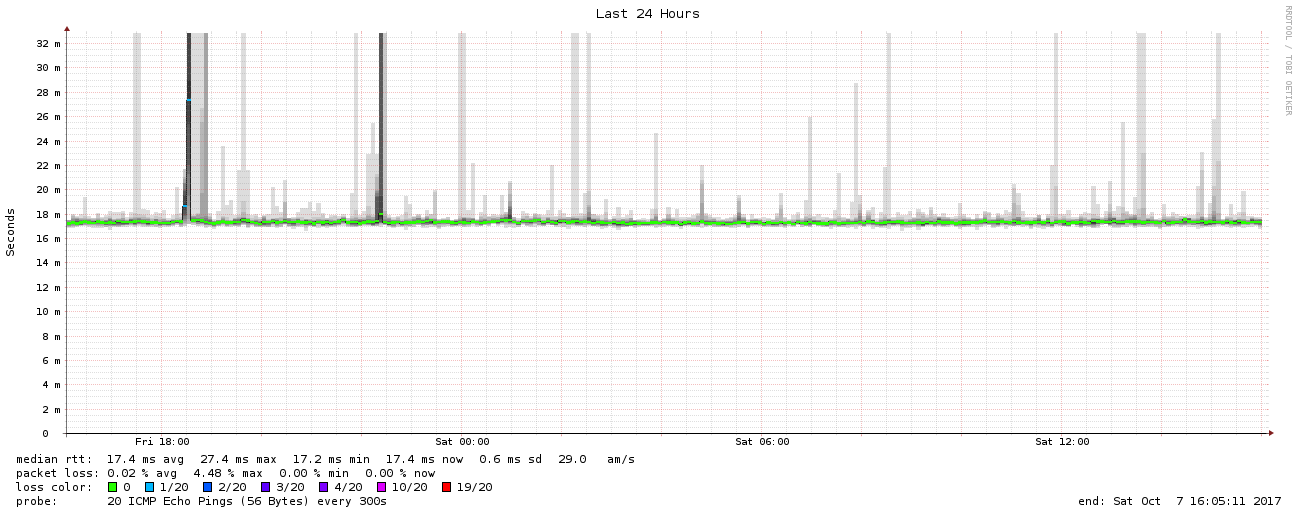 Last 24 Hours
RRDTOOL / TOBI OETIKER
Seconds
32 m
30 m
28 m
26 m
24 m
22 m
20 m
18 m
16 m
14 m
12 m
10 m
8 m
6 m
4 m
2 m
0
Fri 18:00 Sat 00:00 Sat 06:00 Sat 12:00
median rtt: 17.4 ms avg 27.4 ms max 17.2 ms min 17.4 ms now 0.6 ms sd 29.0 am/s
packet loss: 0.02 % avg 4.48 % max 0.00 % min 0.00 % now
loss color: 0 1/20 2/20 3/20 4/20 10/20 19/20
probe: 20 ICMP Echo Pings (56 Bytes) every 300s end: Sat Oct 7 16:05:11 2017